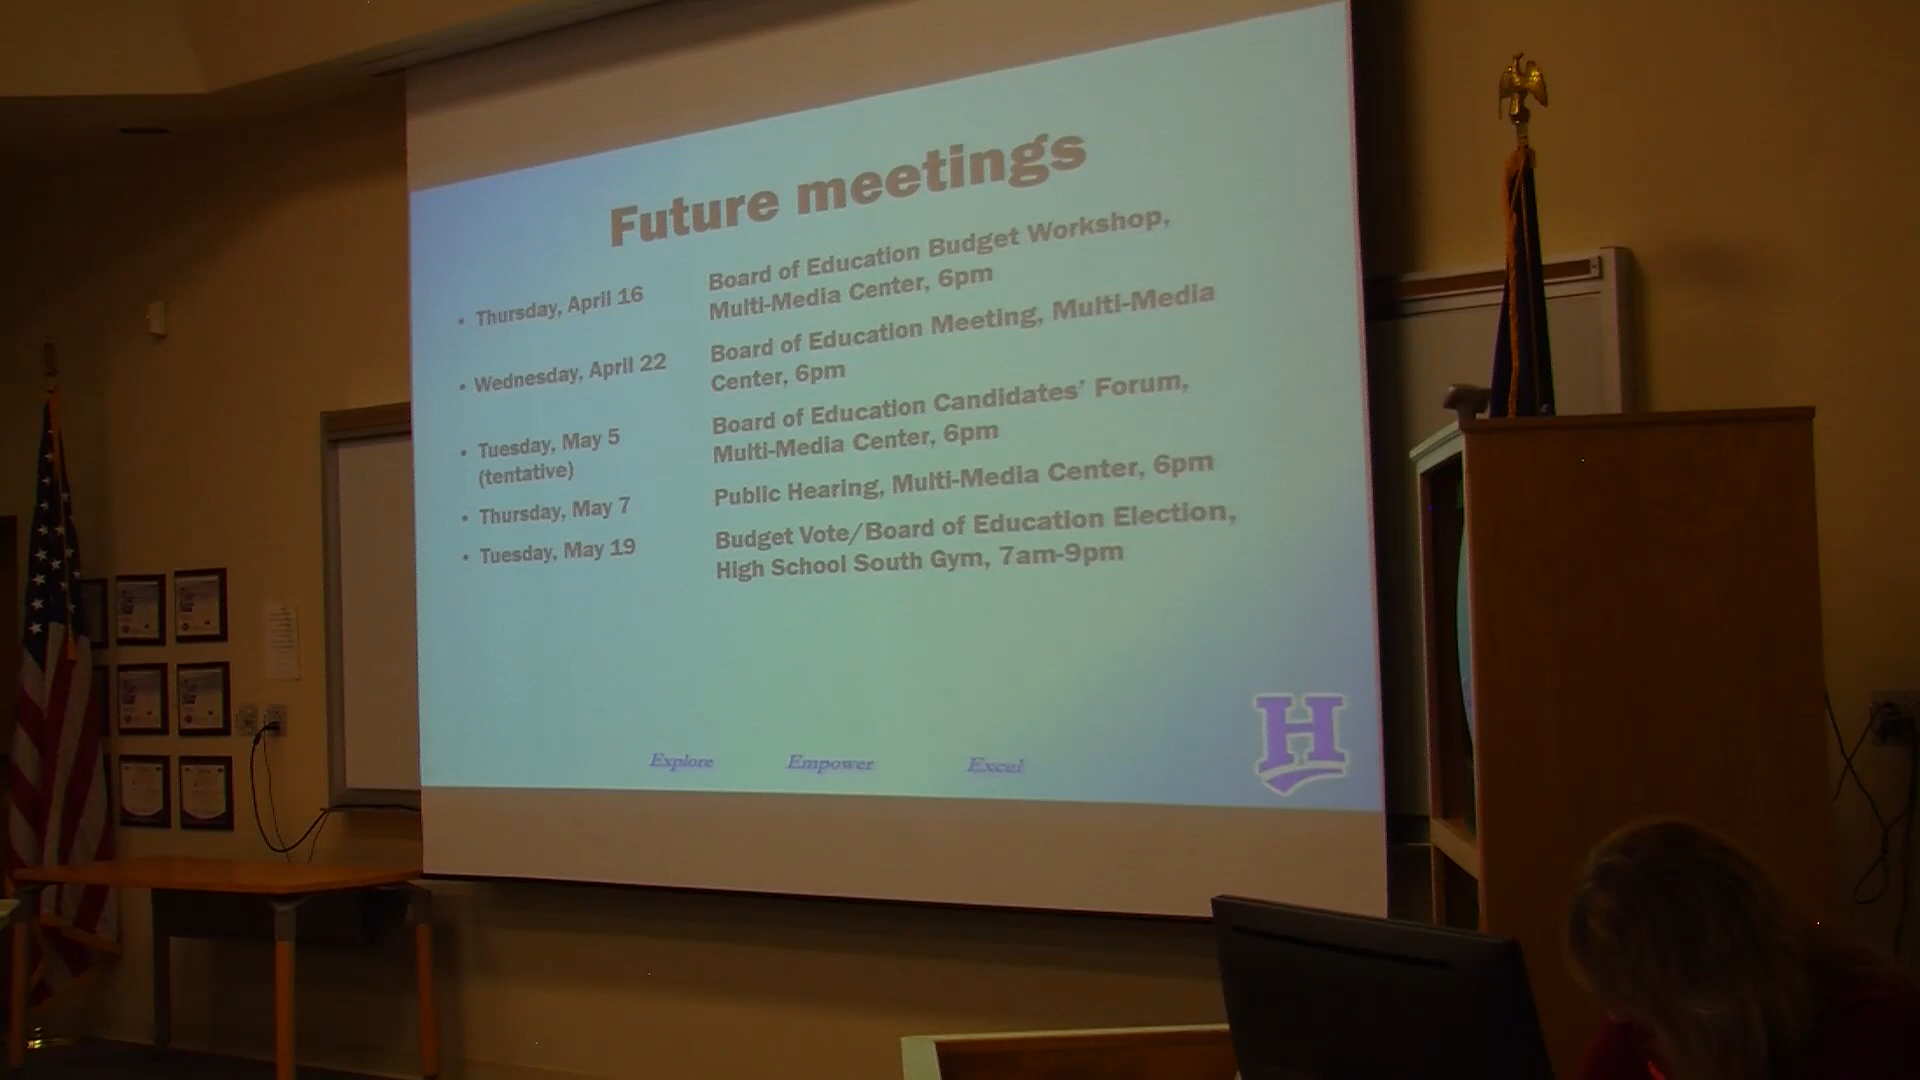 Future meetings
• Thursday, April 16
Board of Education Budget Workshop,
Multi-Media Center, 6pm
• Wednesday, April 22
Board of Education Meeting, Multi-Media
Center, 6pm
• Tuesday, May 5
(tentative)
Board of Education Candidates' Forum,
Multi-Media Center, 6pm
• Thursday, May 7
Public Hearing, Multi-Media Center, 6pm
• Tuesday, May 19
Budget Vote/Board of Education Election,
High School South Gym, 7am-9pm
Explore Empower Excel
H